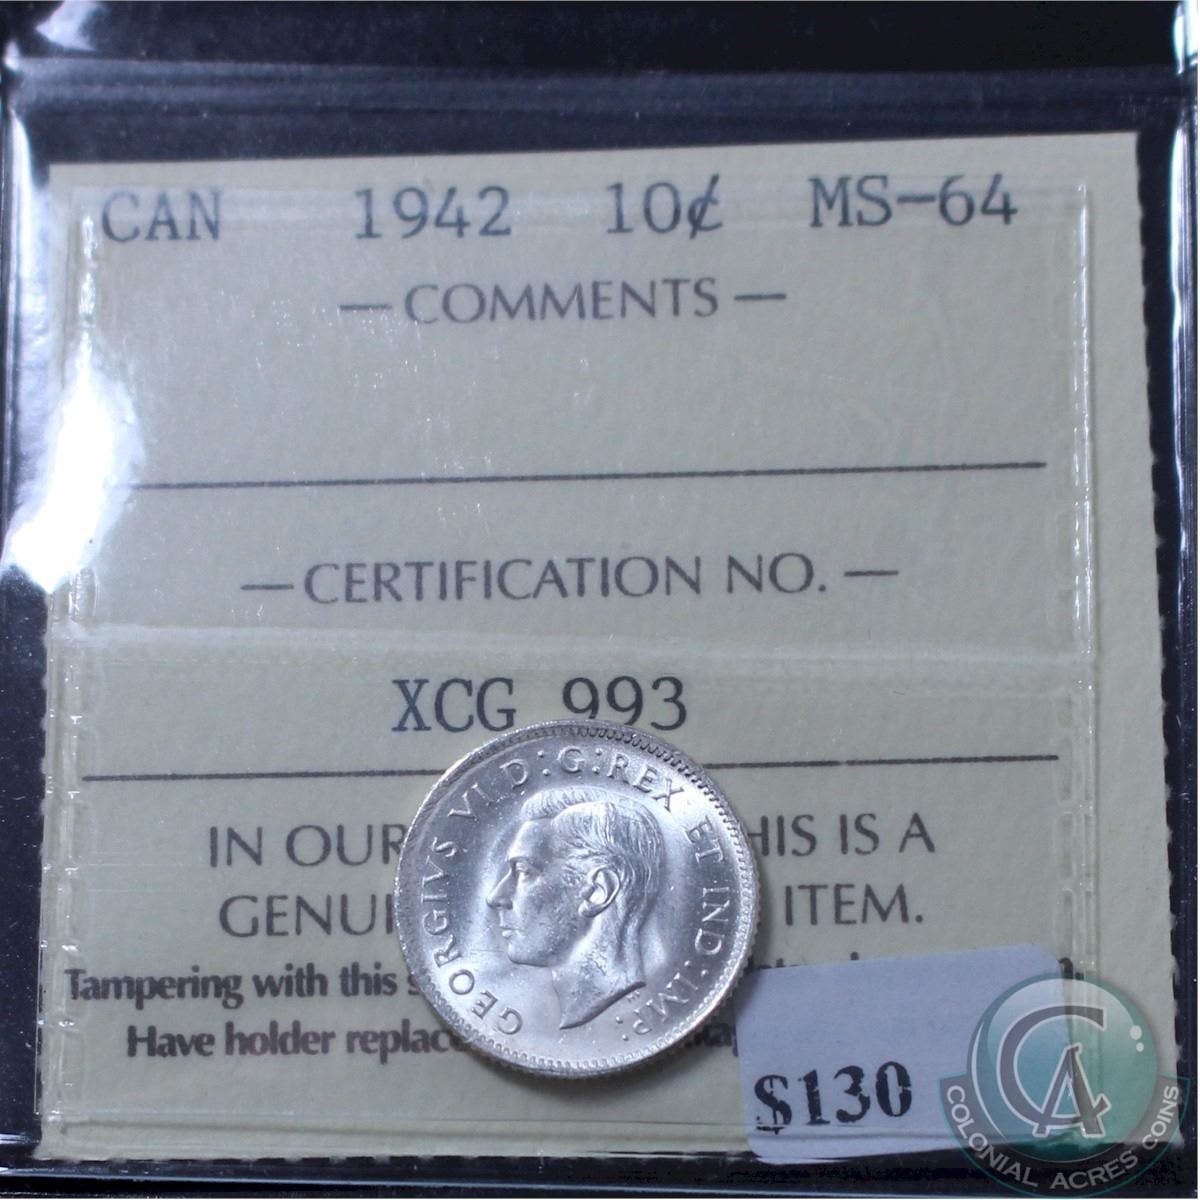 CAN 1942 10¢ MS-64
— COMMENTS —
— CERTIFICATION NO. —
XCG 993
GEORGIVS VI D:G:REX ET IND:IMP:
IN OUR HIS IS A
GENUI ITEM.
Tampering with this
Have holder replac
$130
CA
COLONIAL ACRES COINS